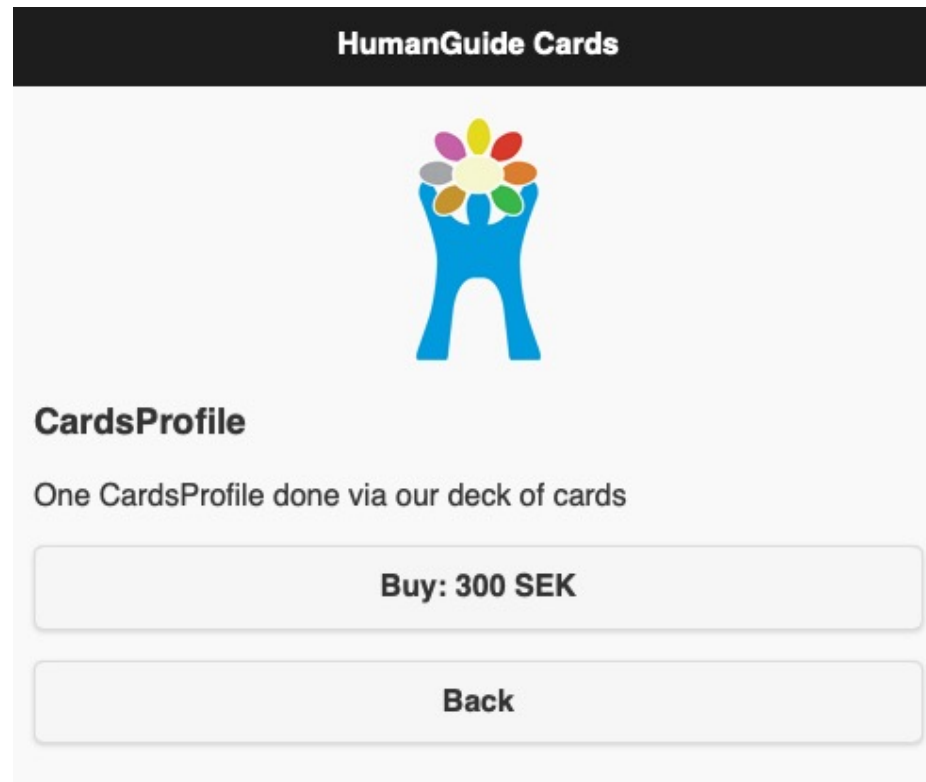 HumanGuide Cards
CardsProfile
One CardsProfile done via our deck of cards
Buy: 300 SEK
Back